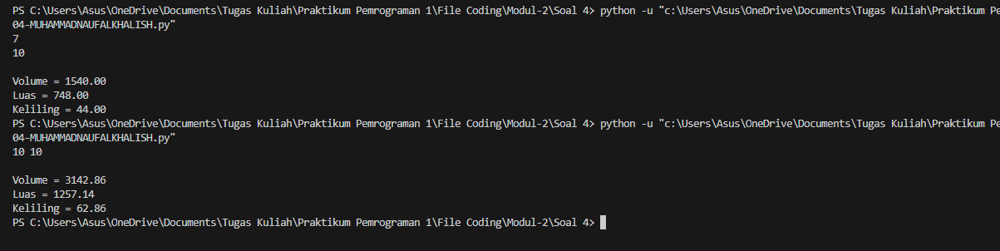 PS C:\Users\Asus\OneDrive\Documents\Tugas Kuliah\Praktikum Pemrograman 1\File Coding\Modul-2\Soal 4> python -u "c:\Users\Asus\OneDrive\Documents\Tugas Kuliah\Praktikum Pe
04-MUHAMMADNAUFALKHALISH.py"
7
10
Volume = 1540.00
Luas = 748.00
Keliling = 44.00
PS C:\Users\Asus\OneDrive\Documents\Tugas Kuliah\Praktikum Pemrograman 1\File Coding\Modul-2\Soal 4> python -u "c:\Users\Asus\OneDrive\Documents\Tugas Kuliah\Praktikum Pe
04-MUHAMMADNAUFALKHALISH.py"
10 10
Volume = 3142.86
Luas = 1257.14
Keliling = 62.86
PS C:\Users\Asus\OneDrive\Documents\Tugas Kuliah\Praktikum Pemrograman 1\File Coding\Modul-2\Soal 4>